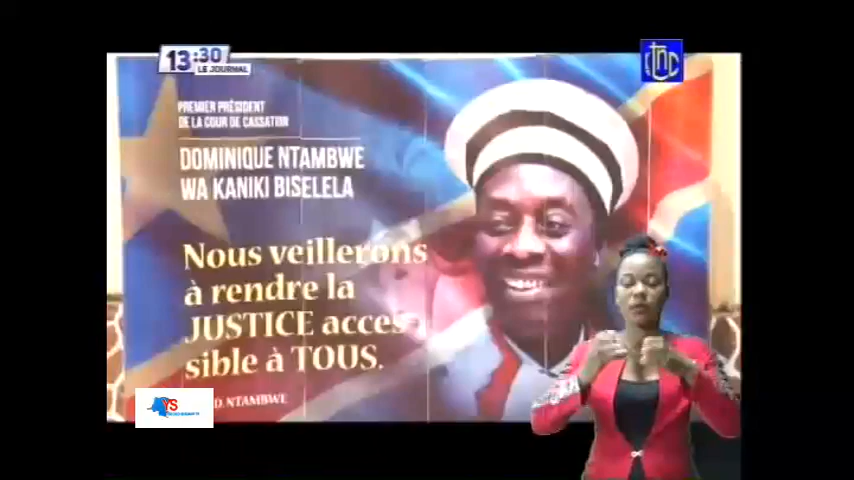 13:30
LE JOURNAL
PREMIER PRÉSIDENT
DE LA COUR DE CASSATION
DOMINIQUE NTAMBWE
WA KANIKI BISELELA
Nous veillerons
à rendre la
JUSTICE acces
sible à TOUS.
D. NTAMBWE
YS